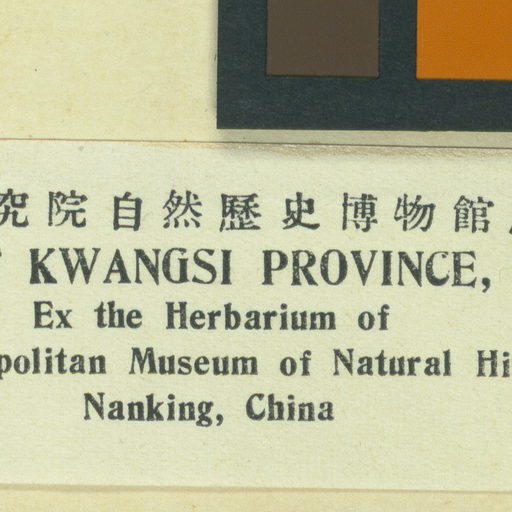 究院自然歷史博物館
KWANGSI PROVINCE,
Ex the Herbarium of
politan Museum of Natural Hi
Nanking, China